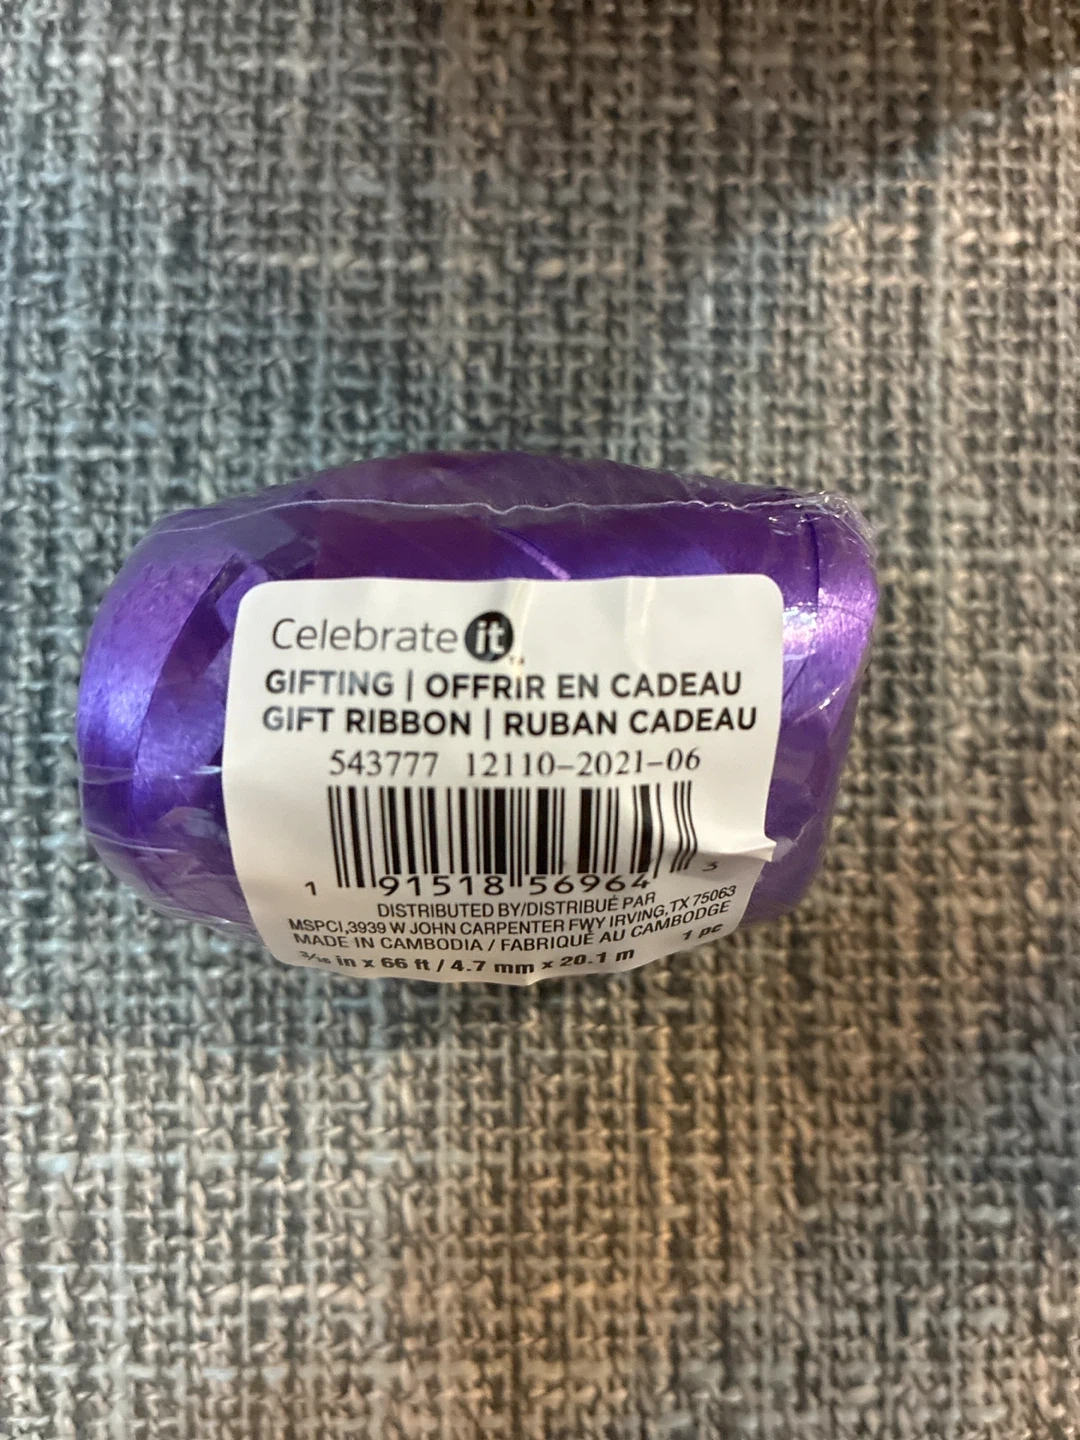 Celebrate it™
GIFTING | OFFRIR EN CADEAU
GIFT RIBBON | RUBAN CADEAU
543777 12110-2021-06
1 91518 56964 3
DISTRIBUTED BY/DISTRIBUÉ PAR
MSPCI,3939 W JOHN CARPENTER FWY IRVING,TX 75063
MADE IN CAMBODIA / FABRIQUÉ AU CAMBODGE
3/16 in x 66 ft / 4.7 mm x 20.1 m 1 pc